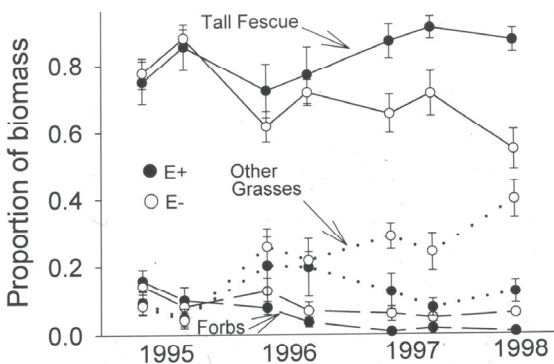 Tall Fescue
Proportion of biomass
0.8
0.6
0.4
0.2
0.0
E+
E-
Other
Grasses
Forbs
1995
1996
1997
1998